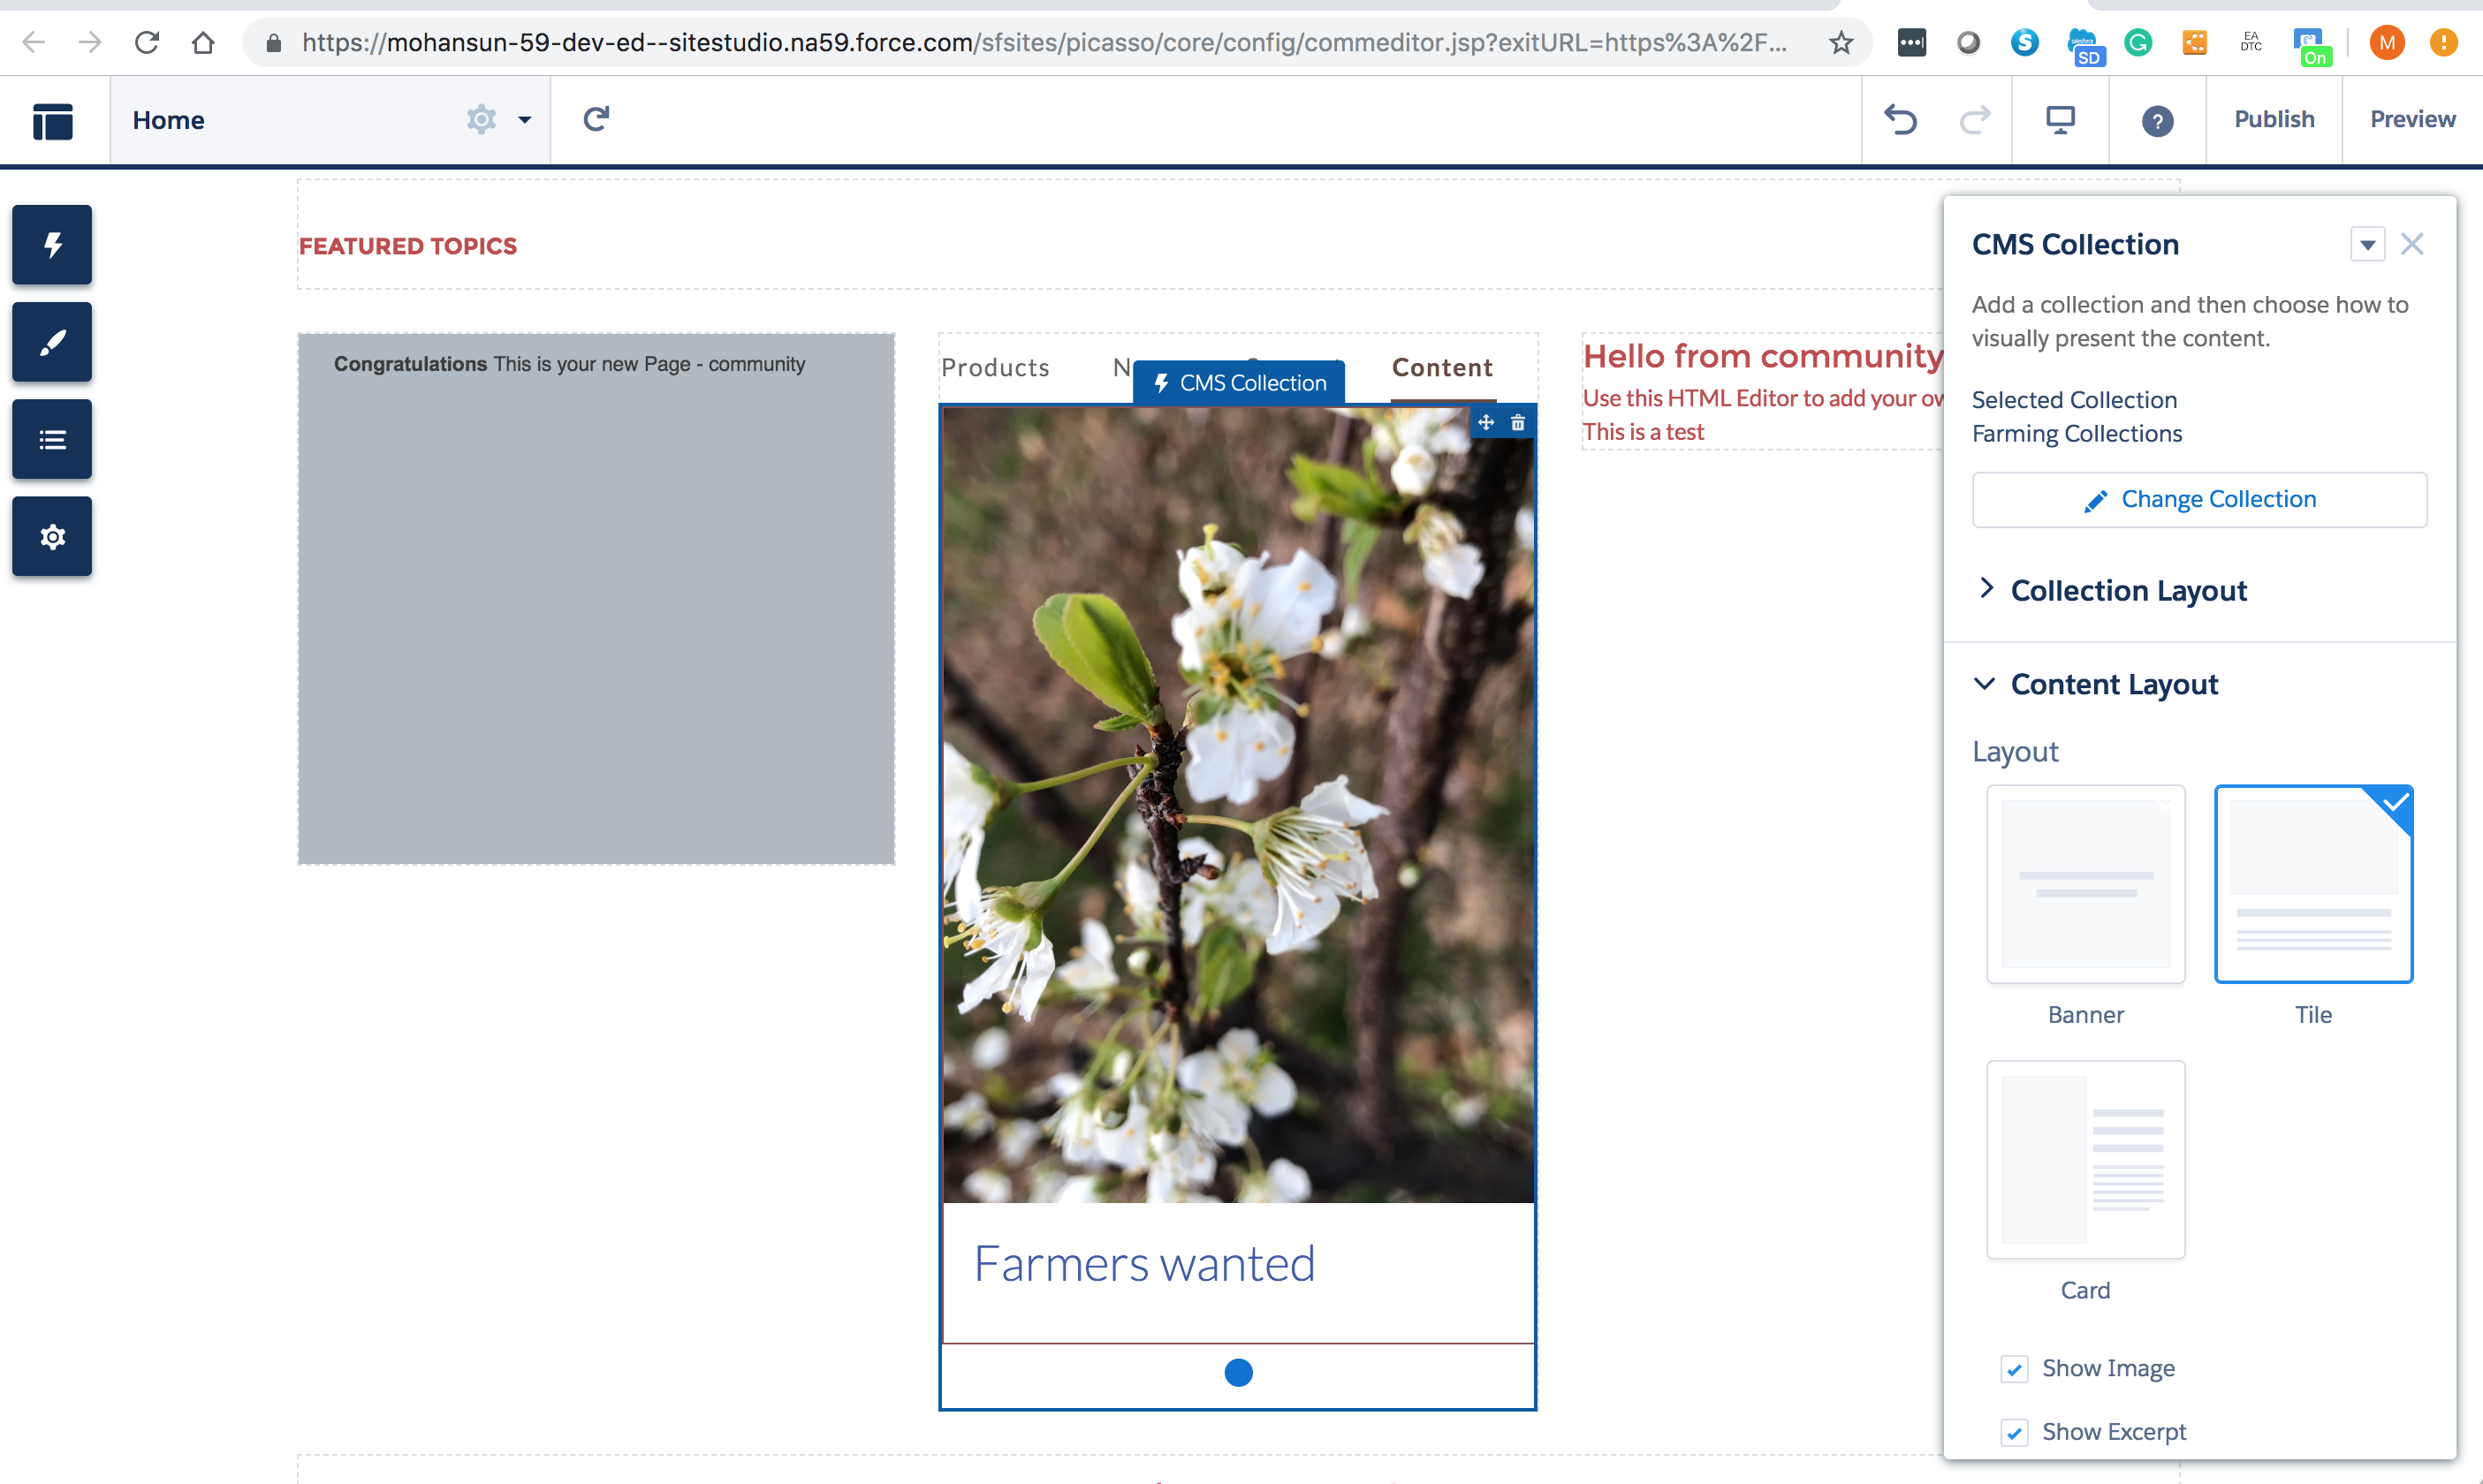 https://mohansun-59-dev-ed--sitestudio.na59.force.com/sfsites/picasso/core/config/commeditor.jsp?exitURL=https%3A%2F...
SD
EA
DTC
On
M
Home
Publish
Preview
FEATURED TOPICS
Congratulations This is your new Page - community
Products
Content
CMS Collection
Hello from community
Use this HTML Editor to add your ow
This is a test
Farmers wanted
CMS Collection
Add a collection and then choose how to
visually present the content.
Selected Collection
Farming Collections
Change Collection
Collection Layout
Content Layout
Layout
Banner
Tile
Card
Show Image
Show Excerpt